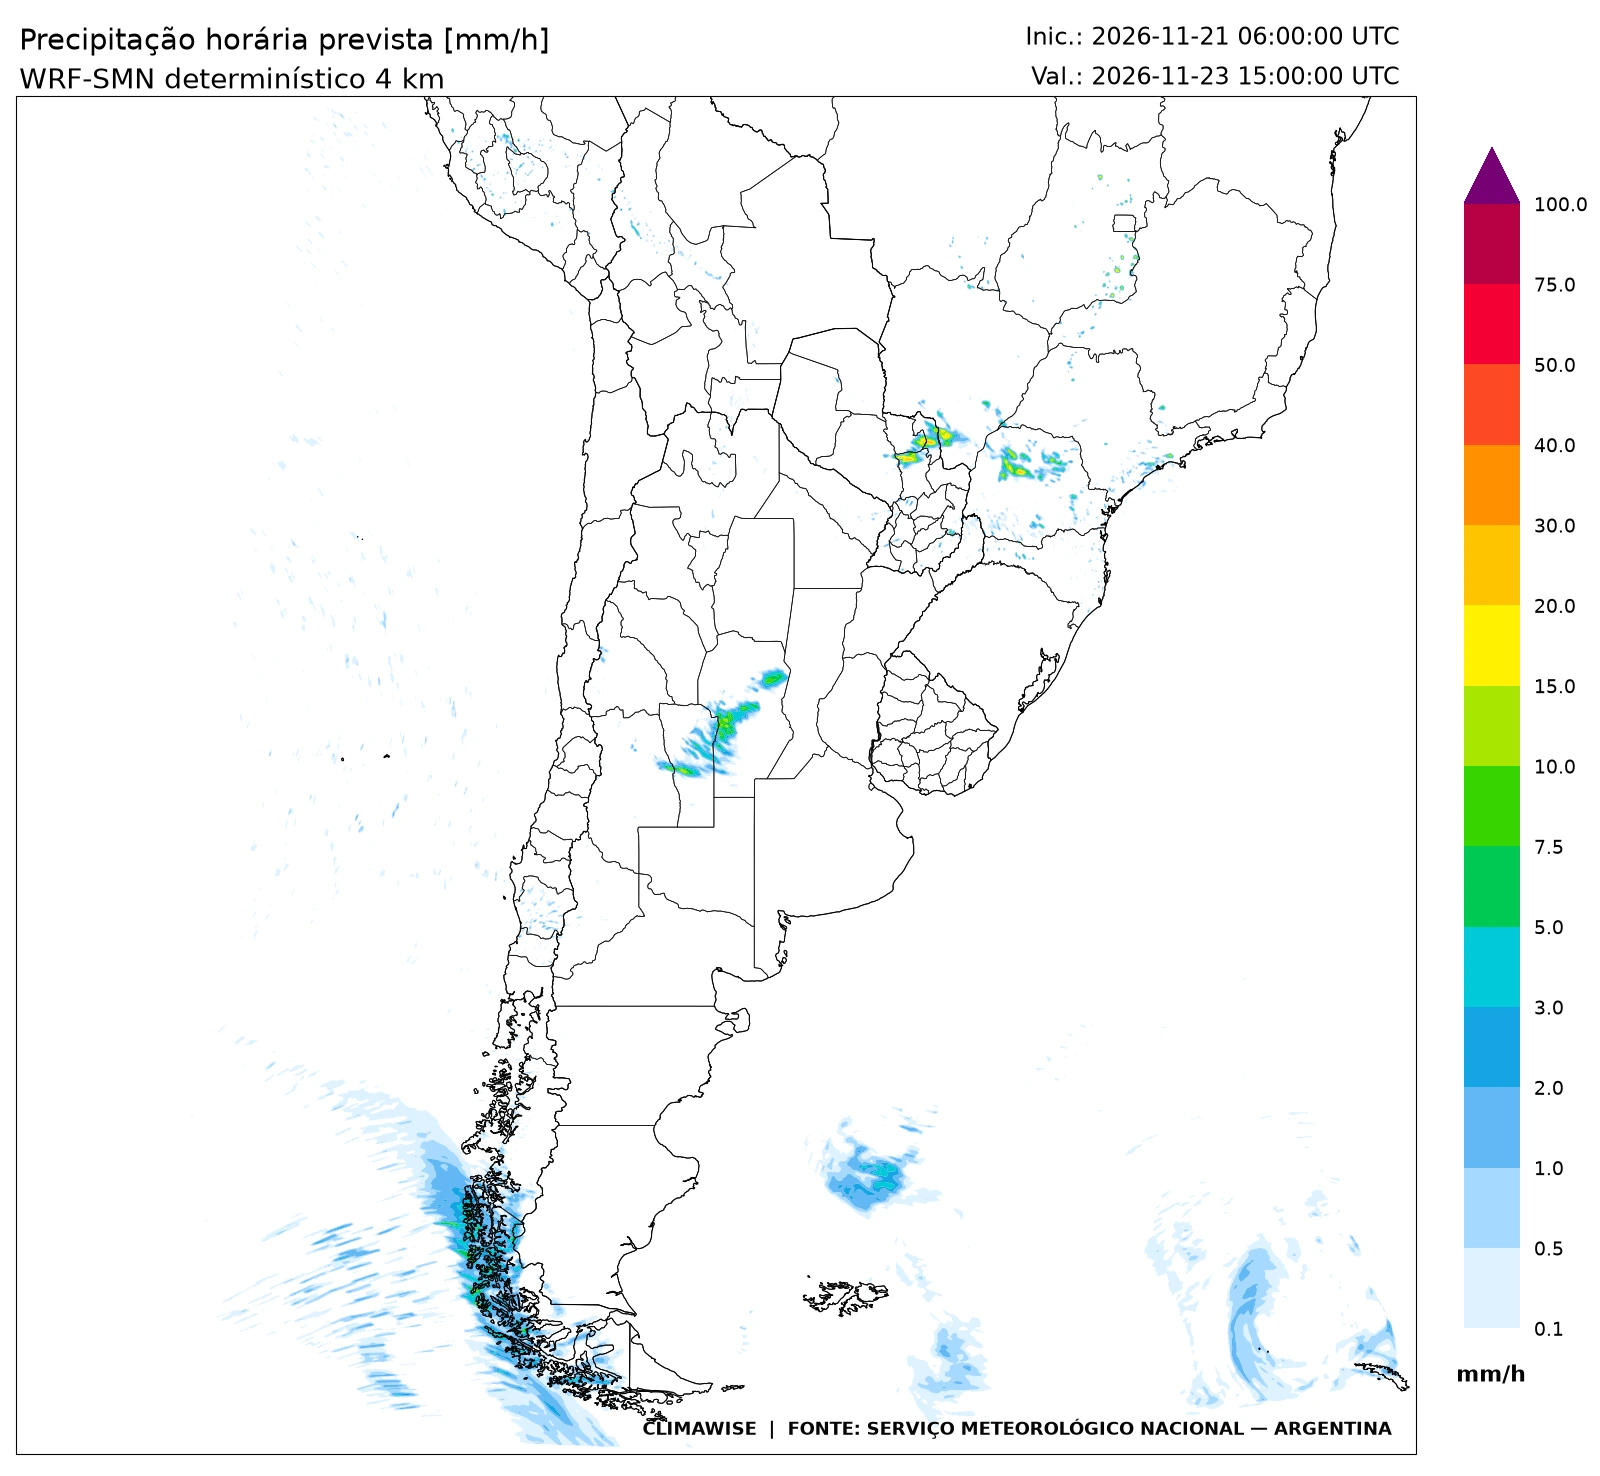 Precipitação horária prevista [mm/h]
WRF-SMN determinístico 4 km
Inic.: 2026-11-21 06:00:00 UTC
Val.: 2026-11-23 15:00:00 UTC
100.0
75.0
50.0
40.0
30.0
20.0
15.0
10.0
7.5
5.0
3.0
2.0
1.0
0.5
0.1
mm/h
CLIMAWISE | FONTE: SERVIÇO METEOROLÓGICO NACIONAL — ARGENTINA